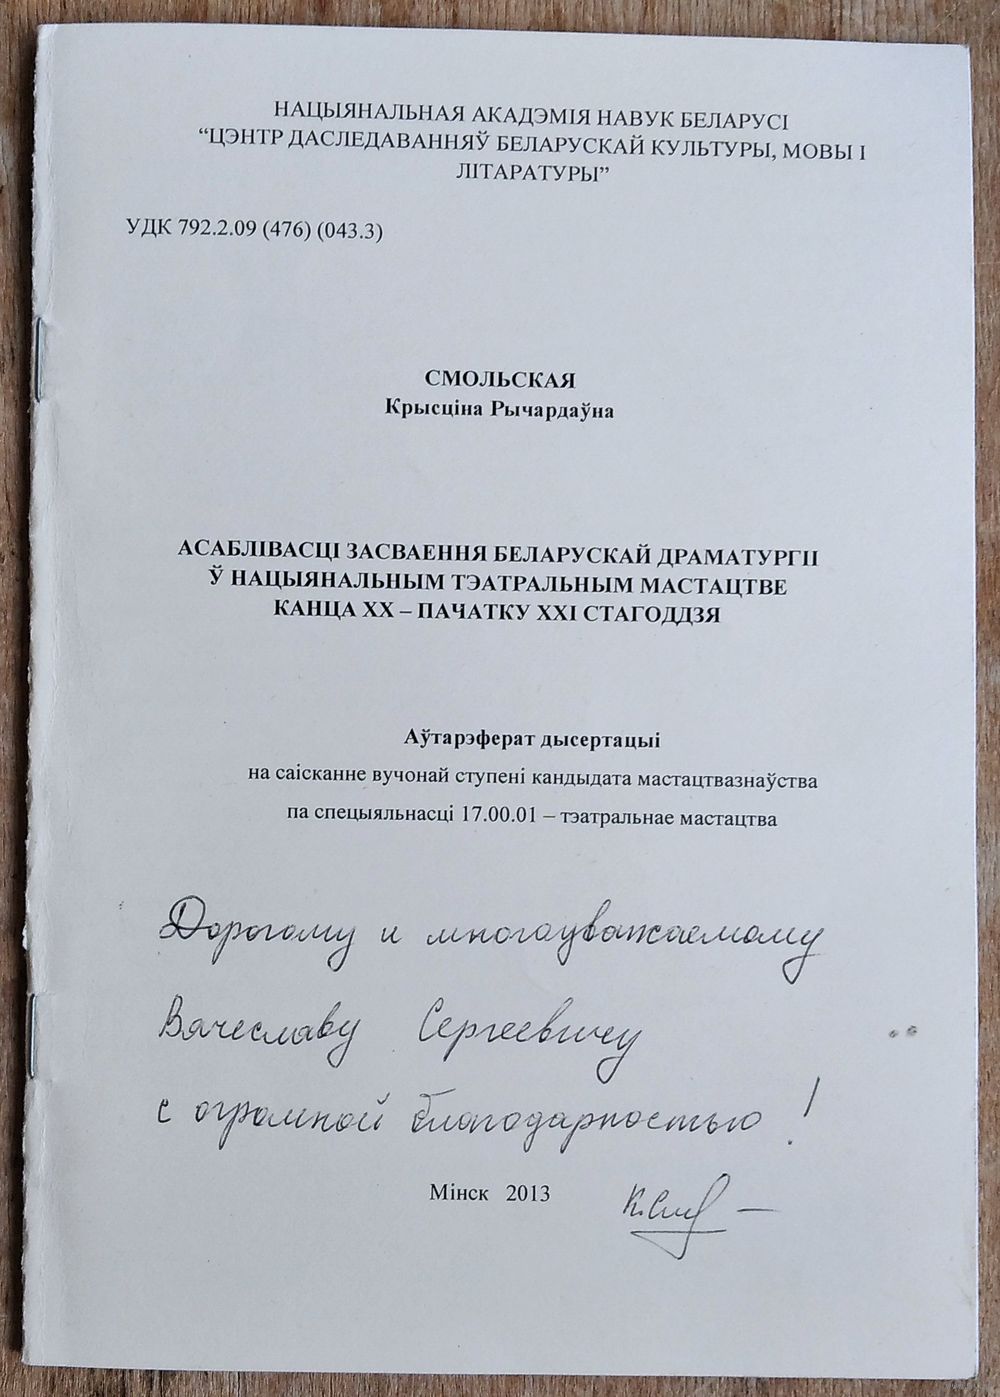 НАЦЫЯНАЛЬНАЯ АКАДЭМІЯ НАВУК БЕЛАРУСІ
“ЦЭНТР ДАСЛЕДАВАННЯЎ БЕЛАРУСКАЙ КУЛЬТУРЫ, МОВЫ І
ЛІТАРАТУРЫ”
УДК 792.2.09 (476) (043.3)
СМОЛЬСКАЯ
Крысціна Рычардаўна
АСАБЛІВАСЦІ ЗАСВАЕННЯ БЕЛАРУСКАЙ ДРАМАТУРГІІ
Ў НАЦЫЯНАЛЬНЫМ ТЭАТРАЛЬНЫМ МАСТАЦТВЕ
КАНЦА ХХ – ПАЧАТКУ ХХІ СТАГОДДЗЯ
Аўтарэферат дысертацыі
на саісканне вучонай ступені кандыдата мастацтвазнаўства
па спецыяльнасці 17.00.01 – тэатральнае мастацтва
Дорогому и многоуважаемому
Вячеславу Сергеевичу
с огромной благодарностью!
Мінск 2013